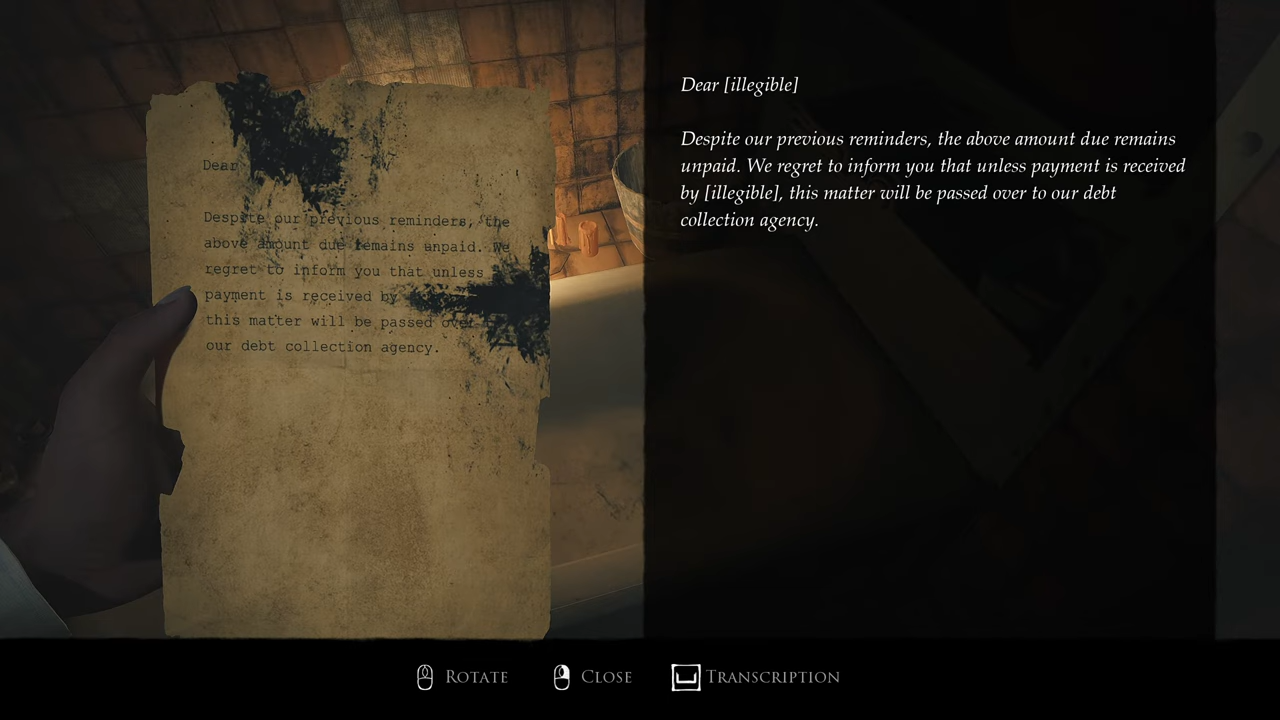 Dear
Despite our previous reminders, the
above amount due remains unpaid. We
regret to inform you that unless
payment is received by
this matter will be passed over
our debt collection agency.
Dear [illegible]
Despite our previous reminders, the above amount due remains
unpaid. We regret to inform you that unless payment is received
by [illegible], this matter will be passed over to our debt
collection agency.
Rotate Close Transcription